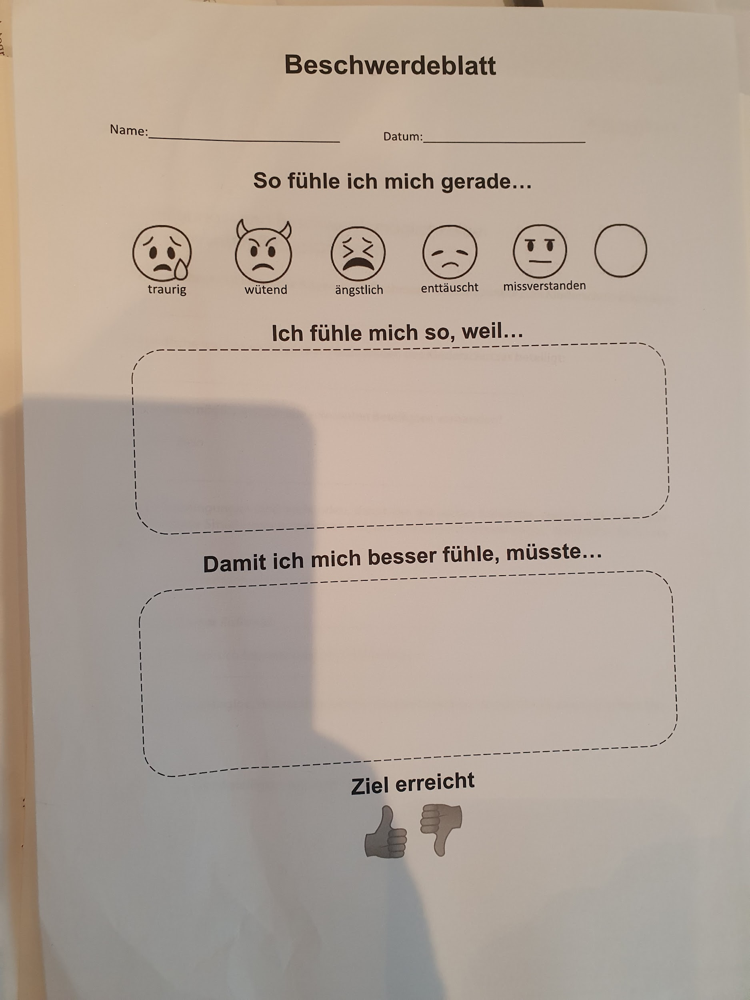 Beschwerdeblatt
Name: Datum:
So fühle ich mich gerade...
traurig wütend ängstlich enttäuscht missverstanden
Ich fühle mich so, weil...
Damit ich mich besser fühle, müsste...
Ziel erreicht